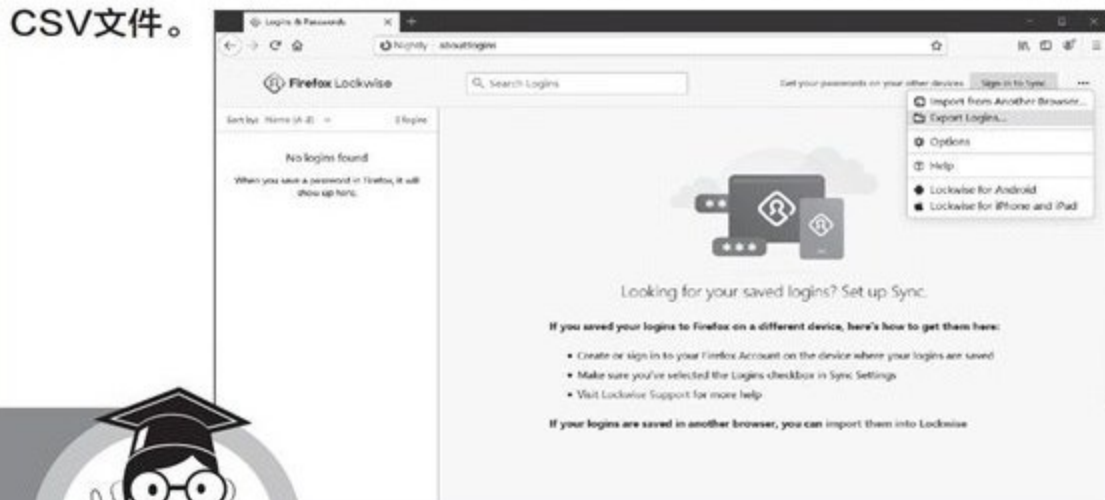 CSV文件。
Logins & Passwords
Nightly about:logins
Firefox Lockwise
Search Logins
Get your passwords on your other devices
Sign in to Sync
Import from Another Browser...
Export Logins...
Options
Help
Lockwise for Android
Lockwise for iPhone and iPad
Sort by: Name (A-Z)
0 logins
No logins found
When you save a password in Firefox, it will
show up here.
Looking for your saved logins? Set up Sync.
If you saved your logins to Firefox on a different device, here's how to get them here:
• Create or sign in to your Firefox Account on the device where your logins are saved
• Make sure you've selected the Logins checkbox in Sync Settings
• Visit Lockwise Support for more help
If your logins are saved in another browser, you can import them into Lockwise